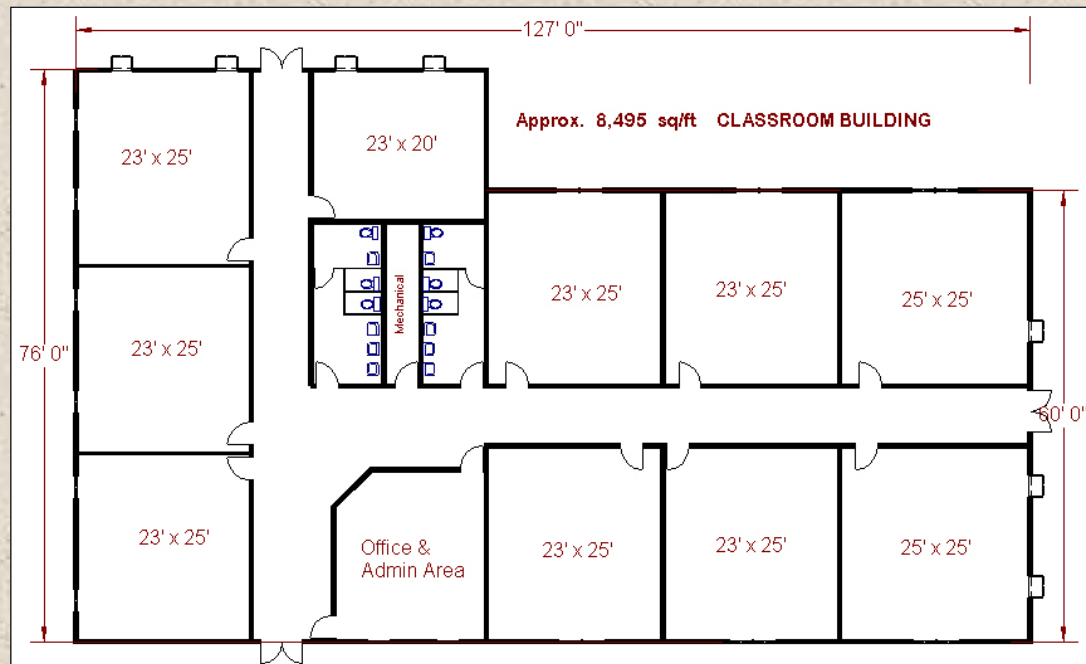 127' 0"
Approx. 8,495 sq/ft CLASSROOM BUILDING
23' x 25'
23' x 20'
23' x 25'
23' x 25'
25' x 25'
Mechanical
23' x 25'
76' 0"
60' 0"
23' x 25'
Office &
Admin Area
23' x 25'
23' x 25'
25' x 25'